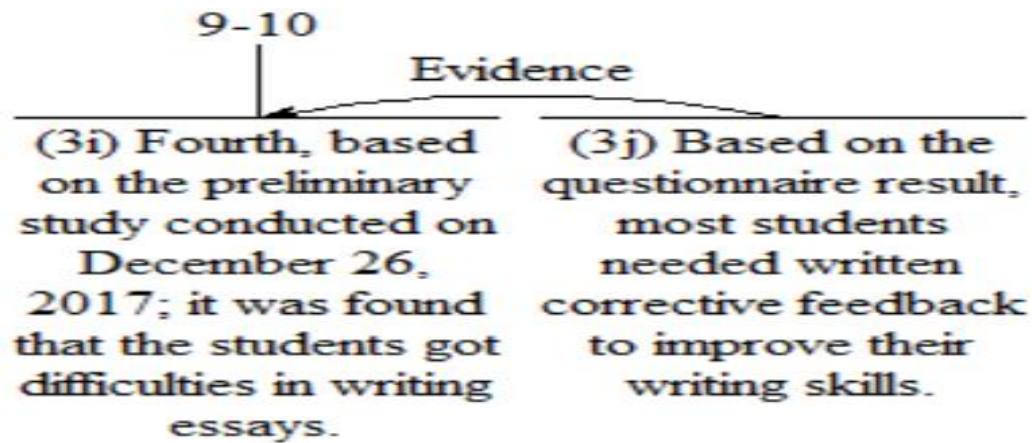 9-10
Evidence
(3i) Fourth, based
on the preliminary
study conducted on
December 26,
2017; it was found
that the students got
difficulties in writing
essays.
(3j) Based on the
questionnaire result,
most students
needed written
corrective feedback
to improve their
writing skills.